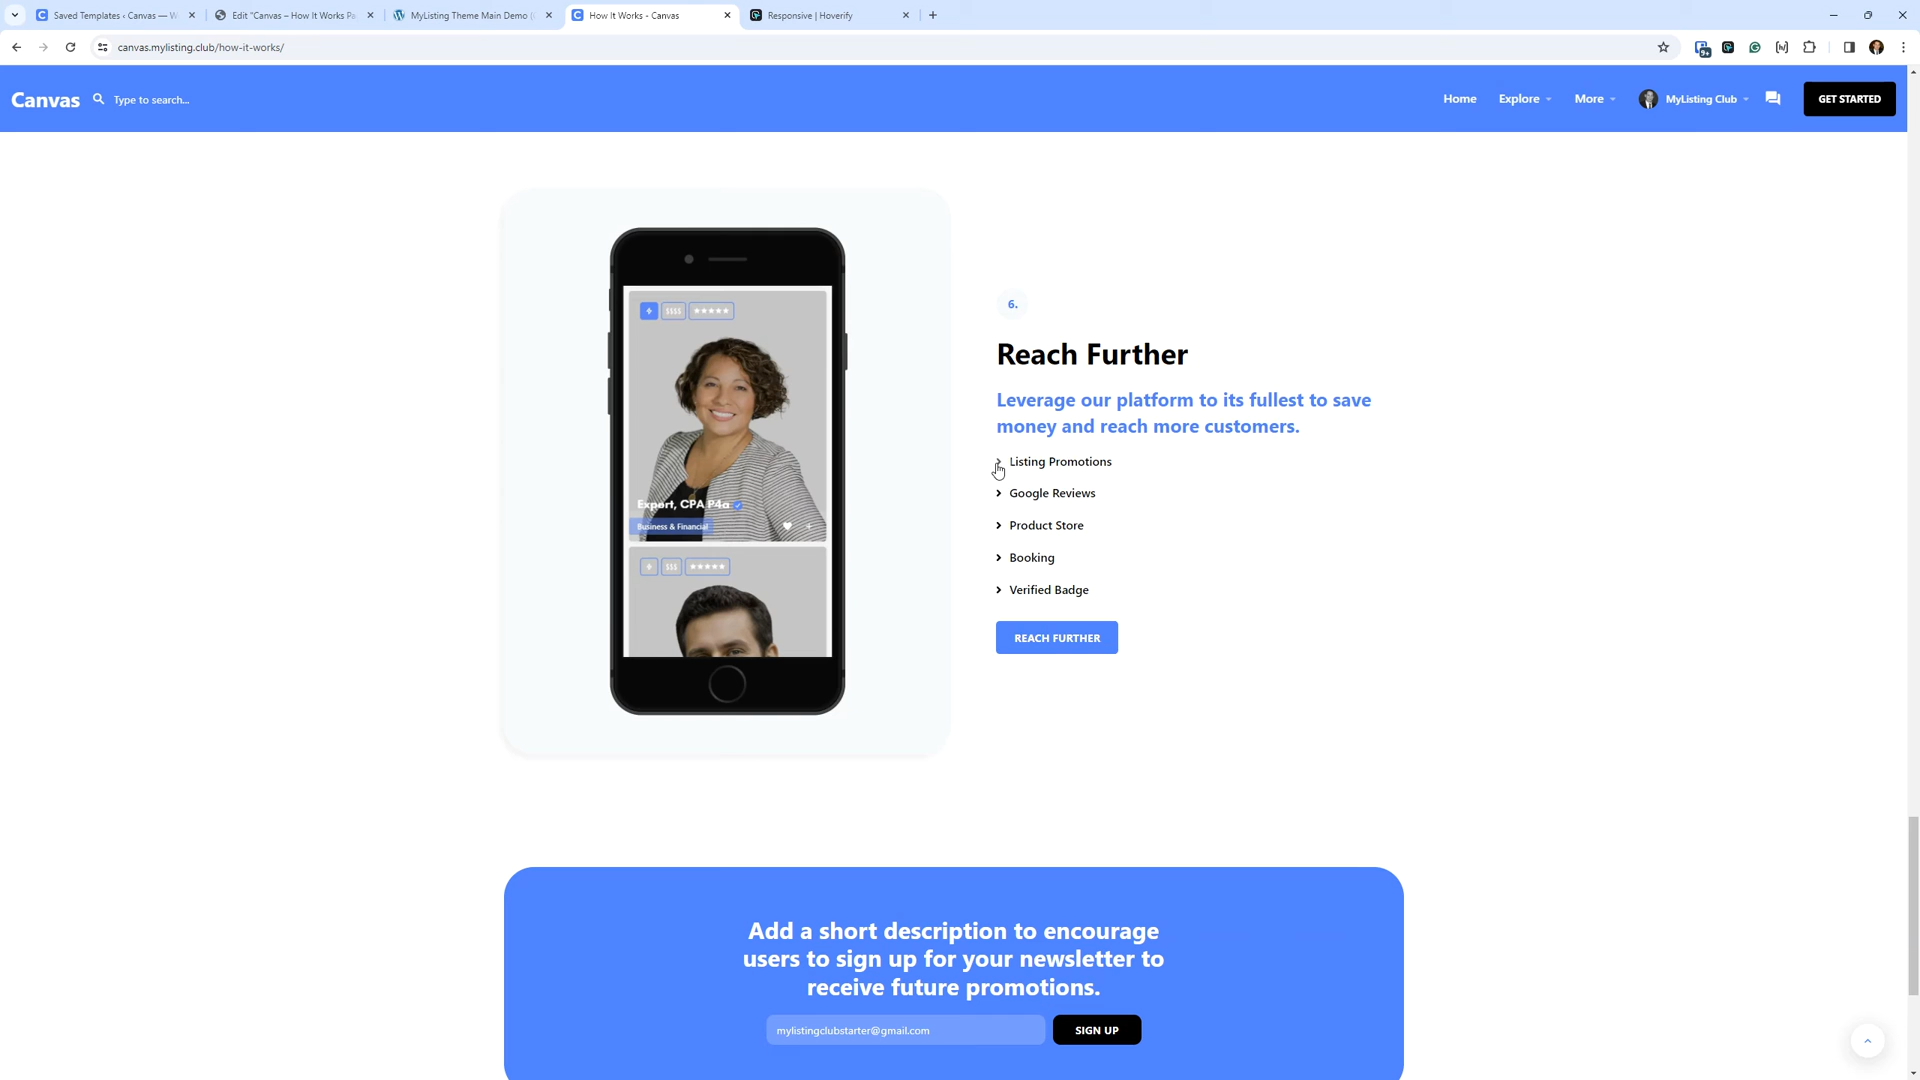 Saved Templates ‹ Canvas — W
Edit "Canvas – How It Works Pa
MyListing Theme Main Demo (
How It Works - Canvas
Responsive | Hoverify
canvas.mylisting.club/how-it-works/
9+
Canvas
Type to search...
Home
Explore
More
MyListing Club
GET STARTED
$$$$
★★★★★
Expert, CPA P4a
Business & Financial
$$$
★★★★★
6.
Reach Further
Leverage our platform to its fullest to save
money and reach more customers.
Listing Promotions
Google Reviews
Product Store
Booking
Verified Badge
REACH FURTHER
Add a short description to encourage
users to sign up for your newsletter to
receive future promotions.
mylistingclubstarter@gmail.com
SIGN UP